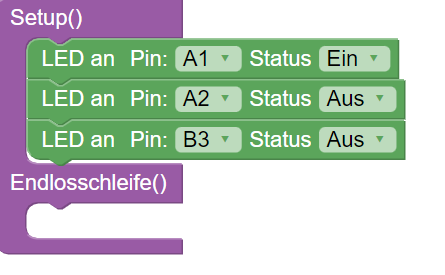 Setup()
LED an Pin: A1 Status Ein
LED an Pin: A2 Status Aus
LED an Pin: B3 Status Aus
Endlosschleife()